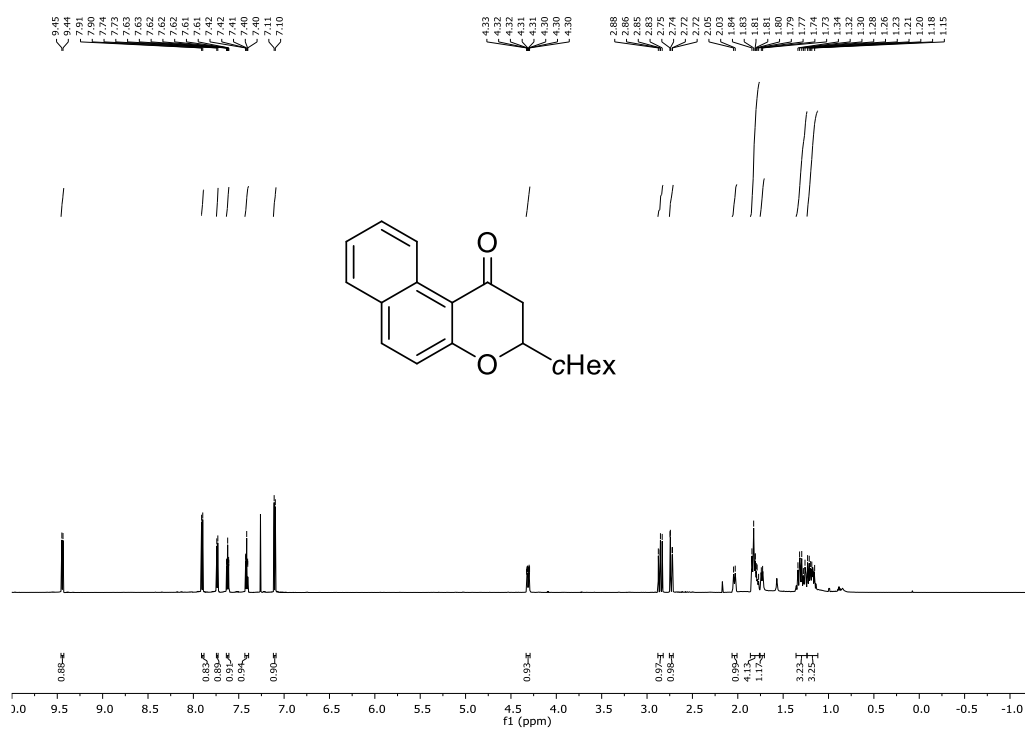 9.45 9.44 7.91 7.90 7.74 7.73 7.63 7.63 7.62 7.62 7.62 7.61 7.61 7.42 7.42 7.41 7.40 7.40 7.11 7.10 4.33 4.32 4.32 4.31 4.31 4.30 4.30 4.30 2.88 2.86 2.85 2.83 2.75 2.74 2.72 2.72 2.05 2.03 1.84 1.83 1.81 1.81 1.80 1.79 1.77 1.74 1.73 1.34 1.32 1.30 1.28 1.26 1.23 1.21 1.20 1.18 1.15
O
O cHex
0.88 0.83 0.89 0.91 0.94 0.90 0.93 0.97 0.98 0.99 4.13 1.17 3.23 3.25
0.0 9.5 9.0 8.5 8.0 7.5 7.0 6.5 6.0 5.5 5.0 4.5 4.0 3.5 3.0 2.5 2.0 1.5 1.0 0.5 0.0 -0.5 -1.0
f1 (ppm)